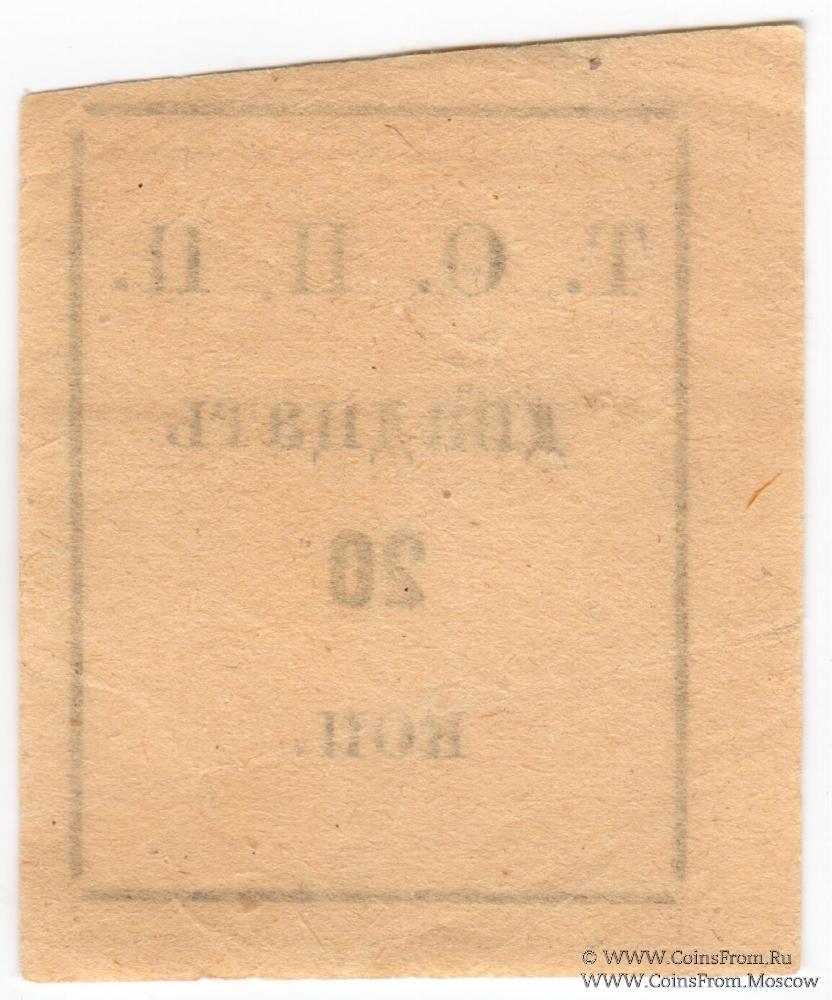 Т. О. П. П.
двадцать
20
коп.
© WWW.CoinsFrom.Ru
WWW.CoinsFrom.Moscow